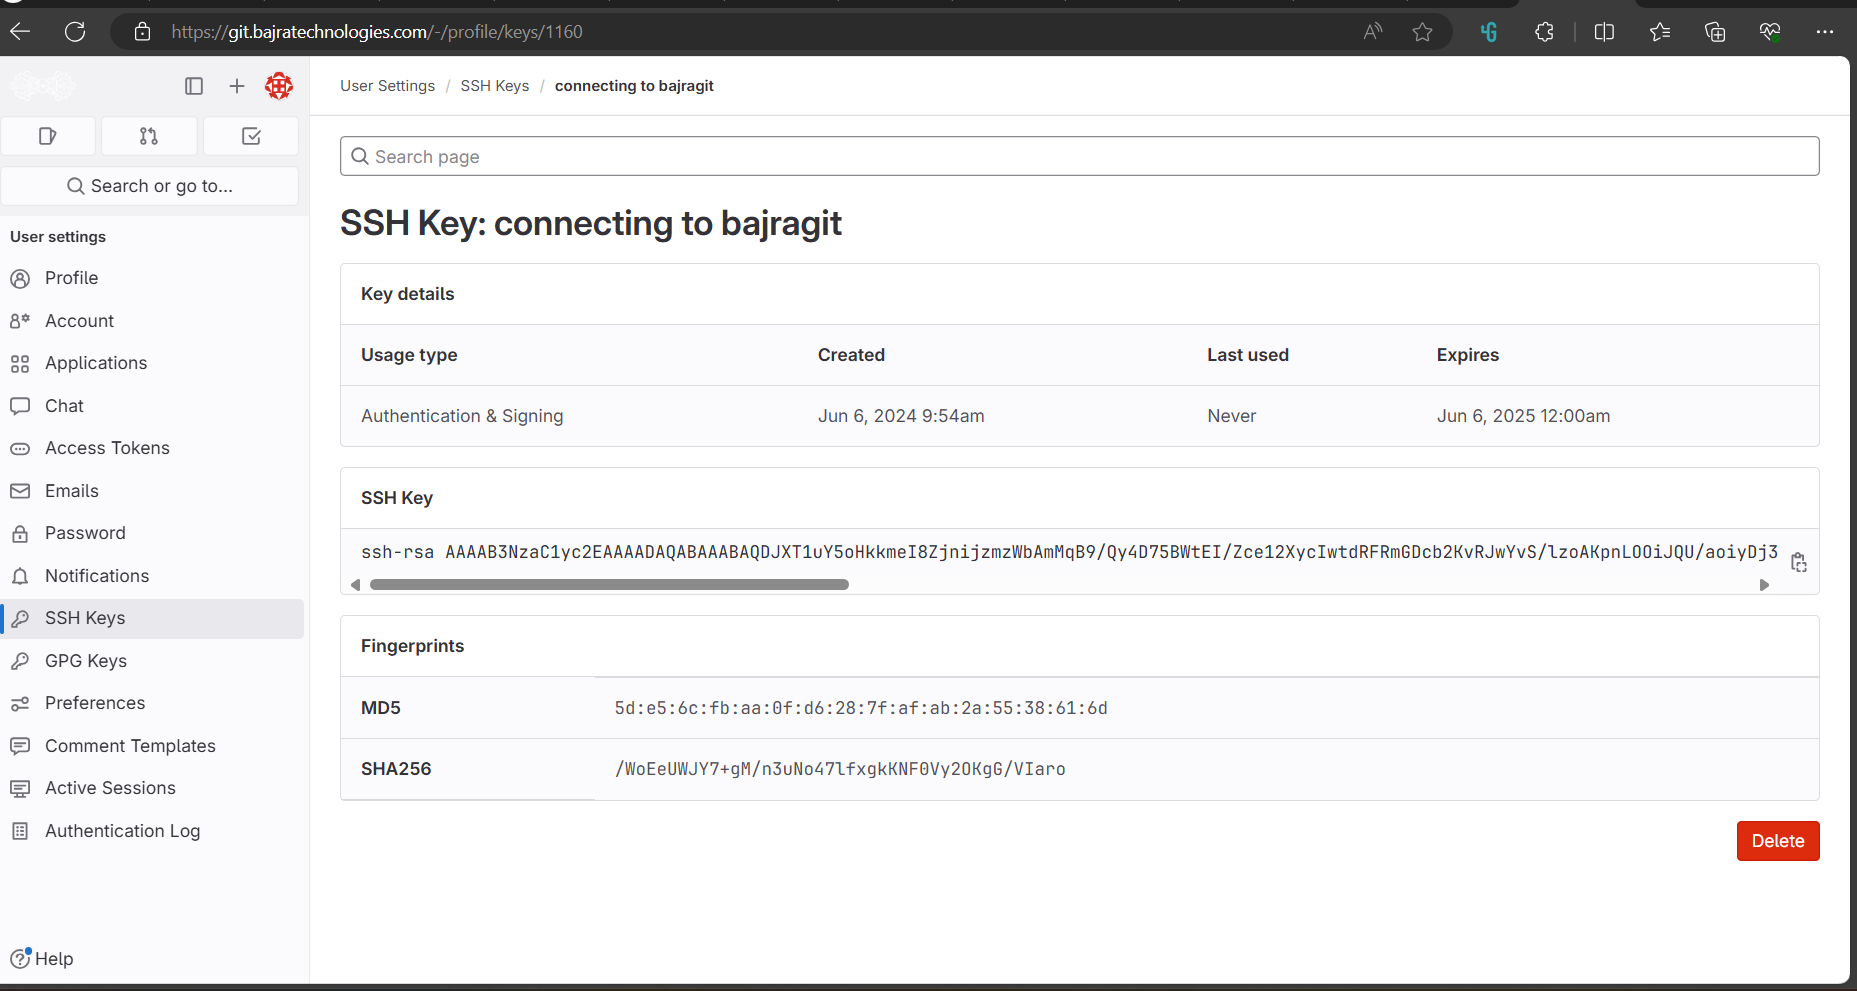 https://git.bajratechnologies.com/-/profile/keys/1160
User Settings / SSH Keys / connecting to bajragit
Search page
Search or go to...
User settings
Profile
Account
Applications
Chat
Access Tokens
Emails
Password
Notifications
SSH Keys
GPG Keys
Preferences
Comment Templates
Active Sessions
Authentication Log
Help
SSH Key: connecting to bajragit
Key details
Usage type Created Last used Expires
Authentication & Signing Jun 6, 2024 9:54am Never Jun 6, 2025 12:00am
SSH Key
ssh-rsa AAAAB3NzaC1yc2EAAAADAQABAAABAQDJXT1uY5oHkkmeI8ZjnijzmzWbAmMqB9/Qy4D75BWtEI/Zce12XycIwtdRFRmGDcb2KvRJwYvS/lzoAKpnLOOiJQU/aoiyDj3
Fingerprints
MD5 5d:e5:6c:fb:aa:0f:d6:28:7f:af:ab:2a:55:38:61:6d
SHA256 /WoEeUWJY7+gM/n3uNo47lfxgkKNF0Vy2OKgG/VIaro
Delete